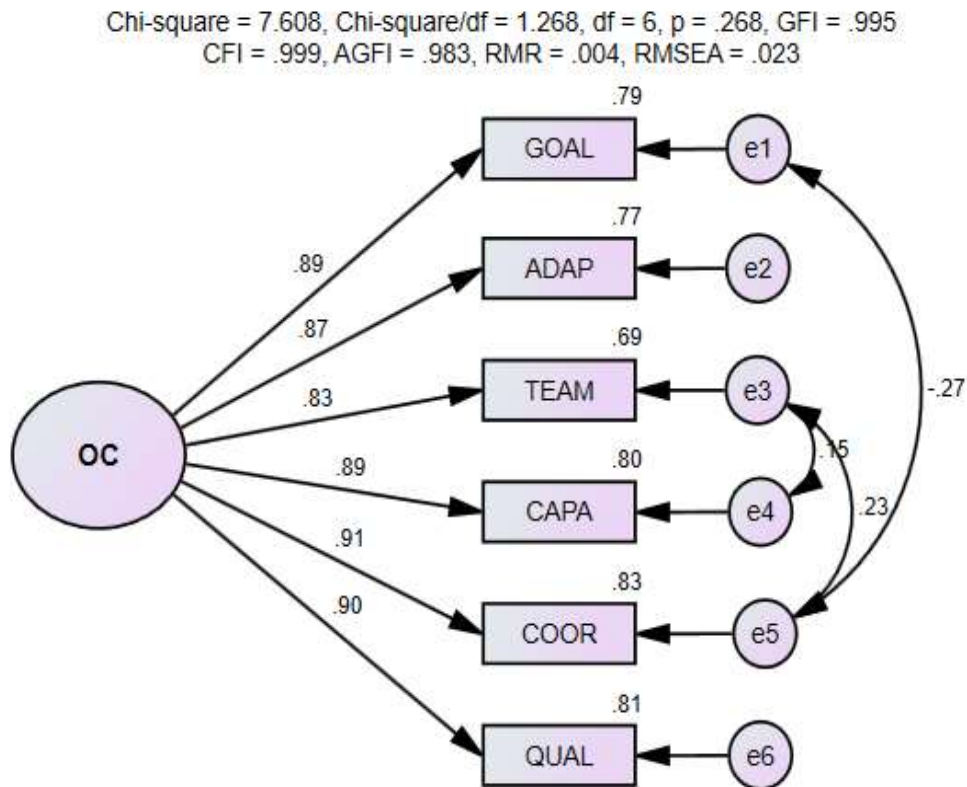 Chi-square = 7.608, Chi-square/df = 1.268, df = 6, p = .268, GFI = .995
CFI = .999, AGFI = .983, RMR = .004, RMSEA = .023
.79
GOAL
e1
.89
.77
ADAP
e2
.87
.69
TEAM
e3
-.27
.83
OC
.15
.80
.89
CAPA
e4
.23
.91
.83
COOR
e5
.90
.81
QUAL
e6